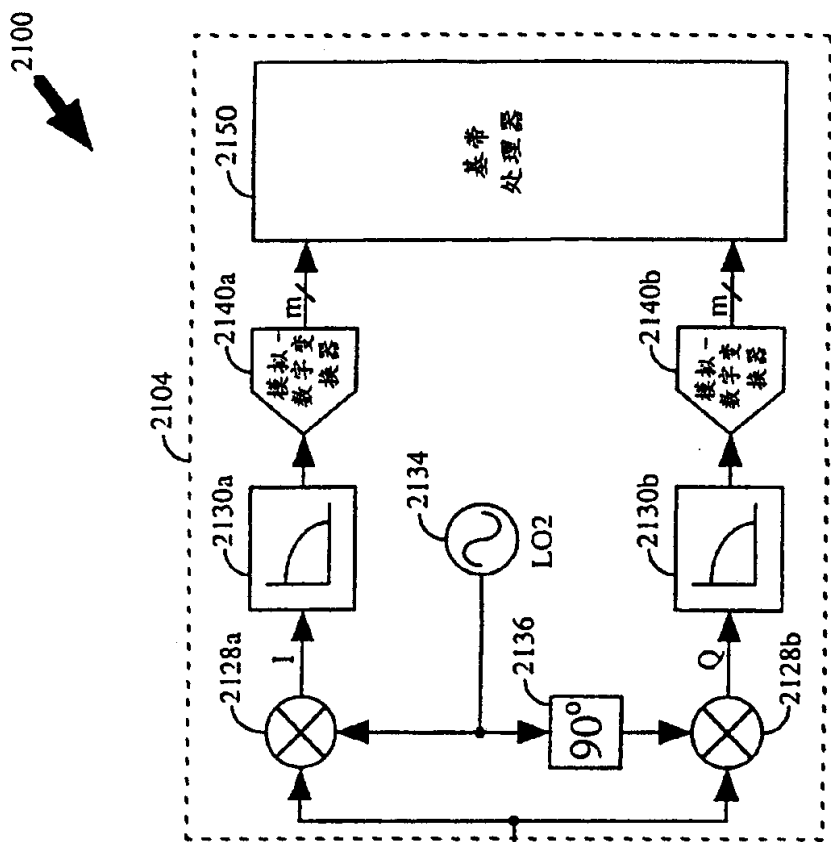 2100
2104
2128a
I
2130a
2140a
模拟-
数字变
换器
m
2150
基带
处理器
2134
LO2
2136
90°
2128b
Q
2130b
2140b
模拟-
数字变
换器
m